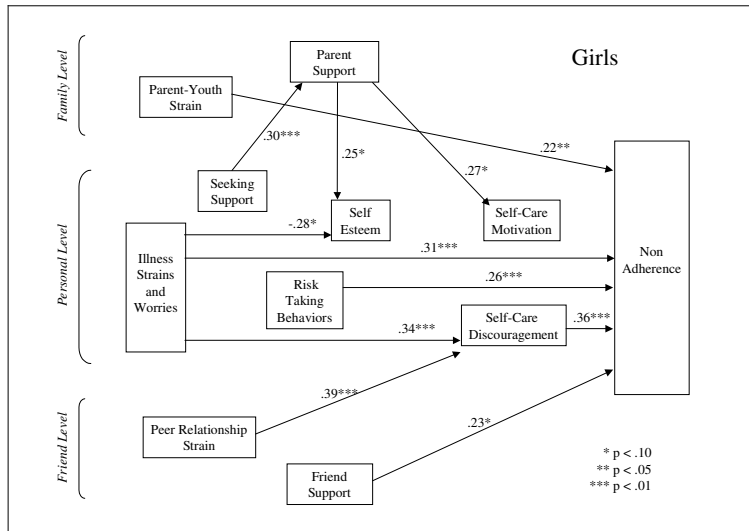 Girls
Family Level
Parent
Support
Parent-Youth
Strain
.22**
.30***
.25*
.27*
Personal Level
Seeking
Support
Self
Esteem
Self-Care
Motivation
-.28*
Illness
Strains
and
Worries
.31***
Non
Adherence
Risk
Taking
Behaviors
.26***
.34***
Self-Care
Discouragement
.36***
Friend Level
.39***
Peer Relationship
Strain
.23*
Friend
Support
* p < .10
** p < .05
*** p < .01